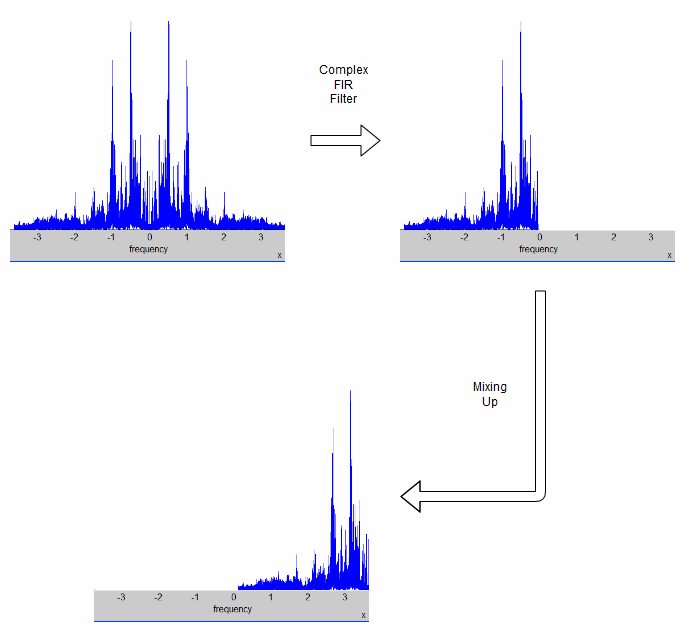 Complex
FIR
Filter
-3 -2 -1 0 1 2 3
frequency
x
-3 -2 -1 0 1 2 3
frequency
x
Mixing
Up
-3 -2 -1 0 1 2 3
frequency
x